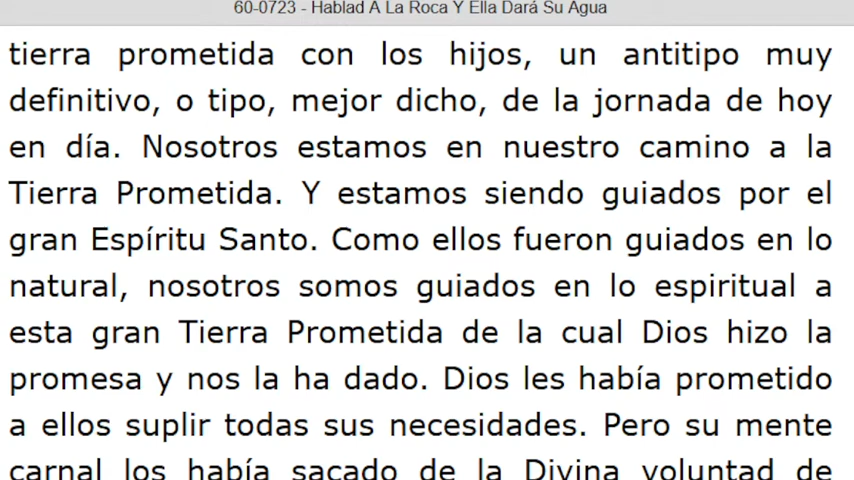 60-0723 - Hablad A La Roca Y Ella Dará Su Agua
tierra prometida con los hijos, un antitipo muy
definitivo, o tipo, mejor dicho, de la jornada de hoy
en día. Nosotros estamos en nuestro camino a la
Tierra Prometida. Y estamos siendo guiados por el
gran Espíritu Santo. Como ellos fueron guiados en lo
natural, nosotros somos guiados en lo espiritual a
esta gran Tierra Prometida de la cual Dios hizo la
promesa y nos la ha dado. Dios les había prometido
a ellos suplir todas sus necesidades. Pero su mente
carnal los había sacado de la Divina voluntad de